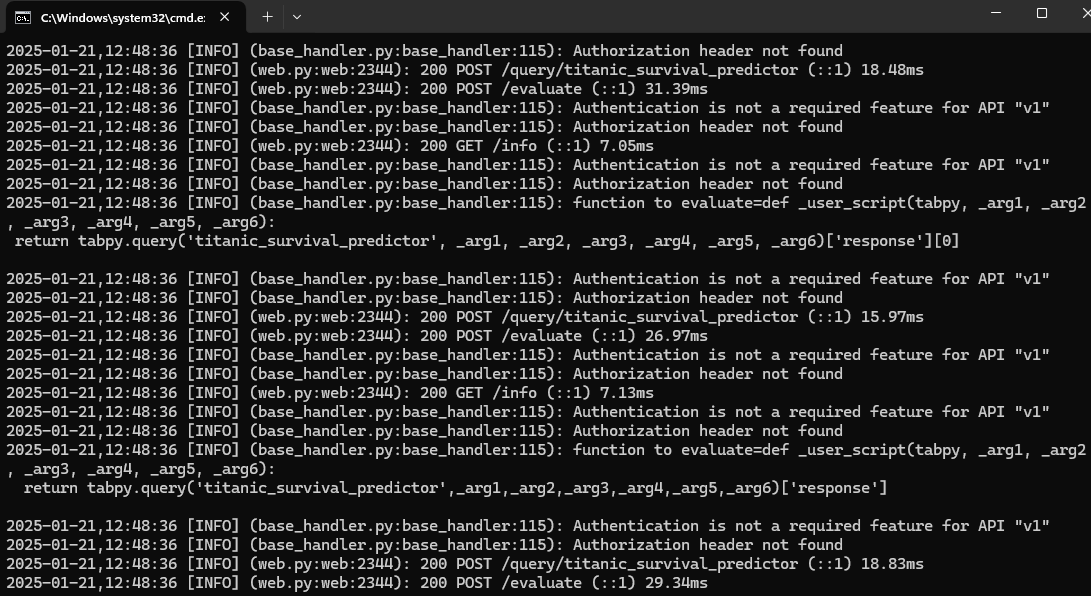 C:\Windows\system32\cmd.e:
2025-01-21,12:48:36 [INFO] (base_handler.py:base_handler:115): Authorization header not found
2025-01-21,12:48:36 [INFO] (web.py:web:2344): 200 POST /query/titanic_survival_predictor (::1) 18.48ms
2025-01-21,12:48:36 [INFO] (web.py:web:2344): 200 POST /evaluate (::1) 31.39ms
2025-01-21,12:48:36 [INFO] (base_handler.py:base_handler:115): Authentication is not a required feature for API "v1"
2025-01-21,12:48:36 [INFO] (base_handler.py:base_handler:115): Authorization header not found
2025-01-21,12:48:36 [INFO] (web.py:web:2344): 200 GET /info (::1) 7.05ms
2025-01-21,12:48:36 [INFO] (base_handler.py:base_handler:115): Authentication is not a required feature for API "v1"
2025-01-21,12:48:36 [INFO] (base_handler.py:base_handler:115): Authorization header not found
2025-01-21,12:48:36 [INFO] (base_handler.py:base_handler:115): function to evaluate=def _user_script(tabpy, _arg1, _arg2
, _arg3, _arg4, _arg5, _arg6):
 return tabpy.query('titanic_survival_predictor', _arg1, _arg2, _arg3, _arg4, _arg5, _arg6)['response'][0]
2025-01-21,12:48:36 [INFO] (base_handler.py:base_handler:115): Authentication is not a required feature for API "v1"
2025-01-21,12:48:36 [INFO] (base_handler.py:base_handler:115): Authorization header not found
2025-01-21,12:48:36 [INFO] (web.py:web:2344): 200 POST /query/titanic_survival_predictor (::1) 15.97ms
2025-01-21,12:48:36 [INFO] (web.py:web:2344): 200 POST /evaluate (::1) 26.97ms
2025-01-21,12:48:36 [INFO] (base_handler.py:base_handler:115): Authentication is not a required feature for API "v1"
2025-01-21,12:48:36 [INFO] (base_handler.py:base_handler:115): Authorization header not found
2025-01-21,12:48:36 [INFO] (web.py:web:2344): 200 GET /info (::1) 7.13ms
2025-01-21,12:48:36 [INFO] (base_handler.py:base_handler:115): Authentication is not a required feature for API "v1"
2025-01-21,12:48:36 [INFO] (base_handler.py:base_handler:115): Authorization header not found
2025-01-21,12:48:36 [INFO] (base_handler.py:base_handler:115): function to evaluate=def _user_script(tabpy, _arg1, _arg2
, _arg3, _arg4, _arg5, _arg6):
  return tabpy.query('titanic_survival_predictor',_arg1,_arg2,_arg3,_arg4,_arg5,_arg6)['response']
2025-01-21,12:48:36 [INFO] (base_handler.py:base_handler:115): Authentication is not a required feature for API "v1"
2025-01-21,12:48:36 [INFO] (base_handler.py:base_handler:115): Authorization header not found
2025-01-21,12:48:36 [INFO] (web.py:web:2344): 200 POST /query/titanic_survival_predictor (::1) 18.83ms
2025-01-21,12:48:36 [INFO] (web.py:web:2344): 200 POST /evaluate (::1) 29.34ms